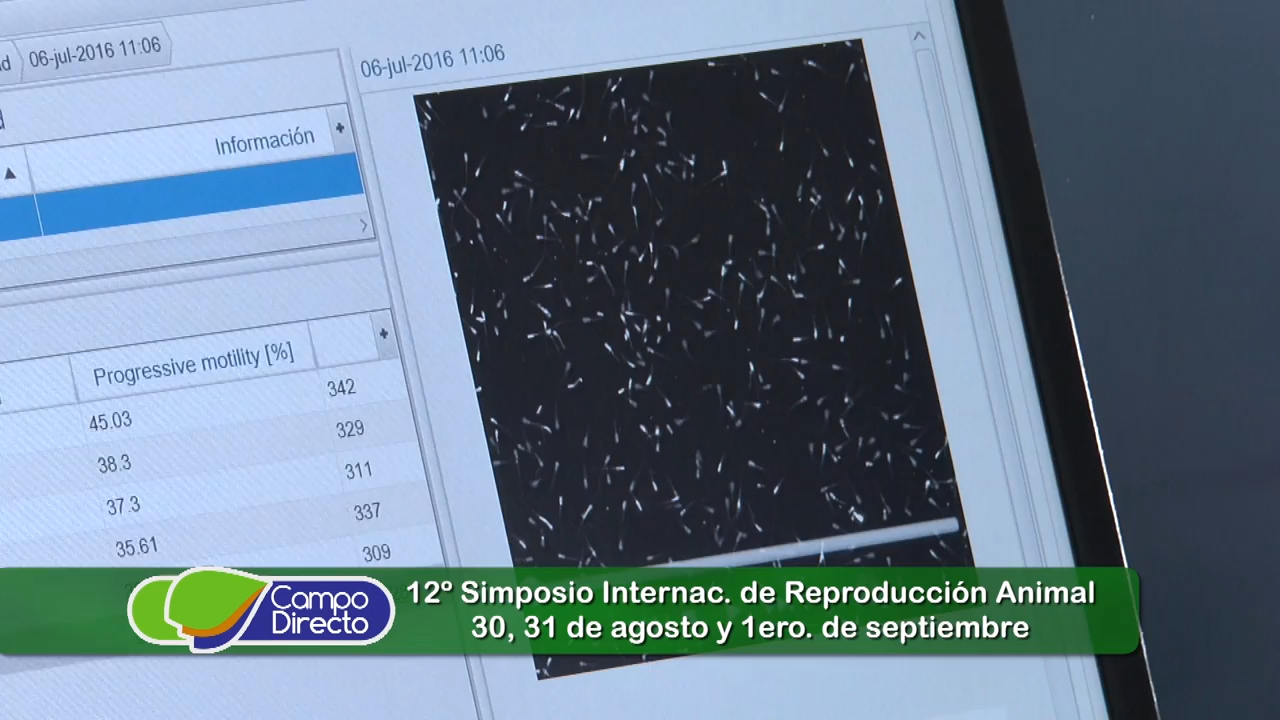 06-jul-2016 11:06
06-jul-2016 11:06
Información
Progressive motility [%]
45.03 342
38.3 329
37.3 311
35.61 337
309
Campo Directo
12º Simposio Internac. de Reproducción Animal
30, 31 de agosto y 1ero. de septiembre